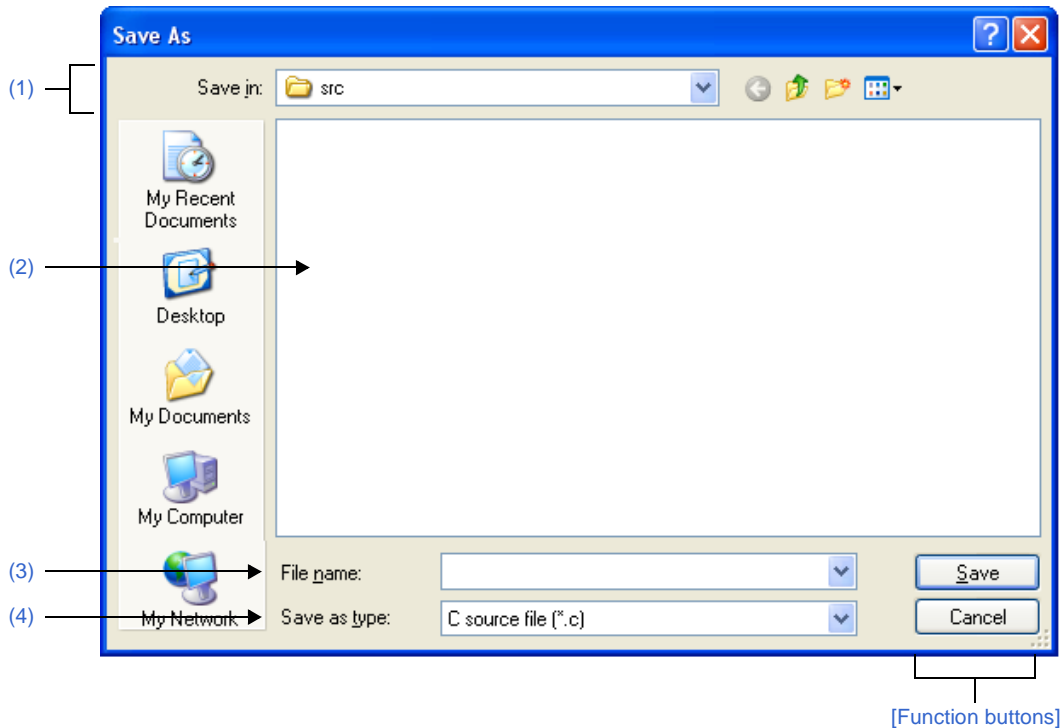 Save As
(1)
Save in:
src
My Recent
Documents
(2)
Desktop
My Documents
My Computer
(3)
File name:
Save
(4)
My Network
Save as type:
C source file (*.c)
Cancel
[Function buttons]